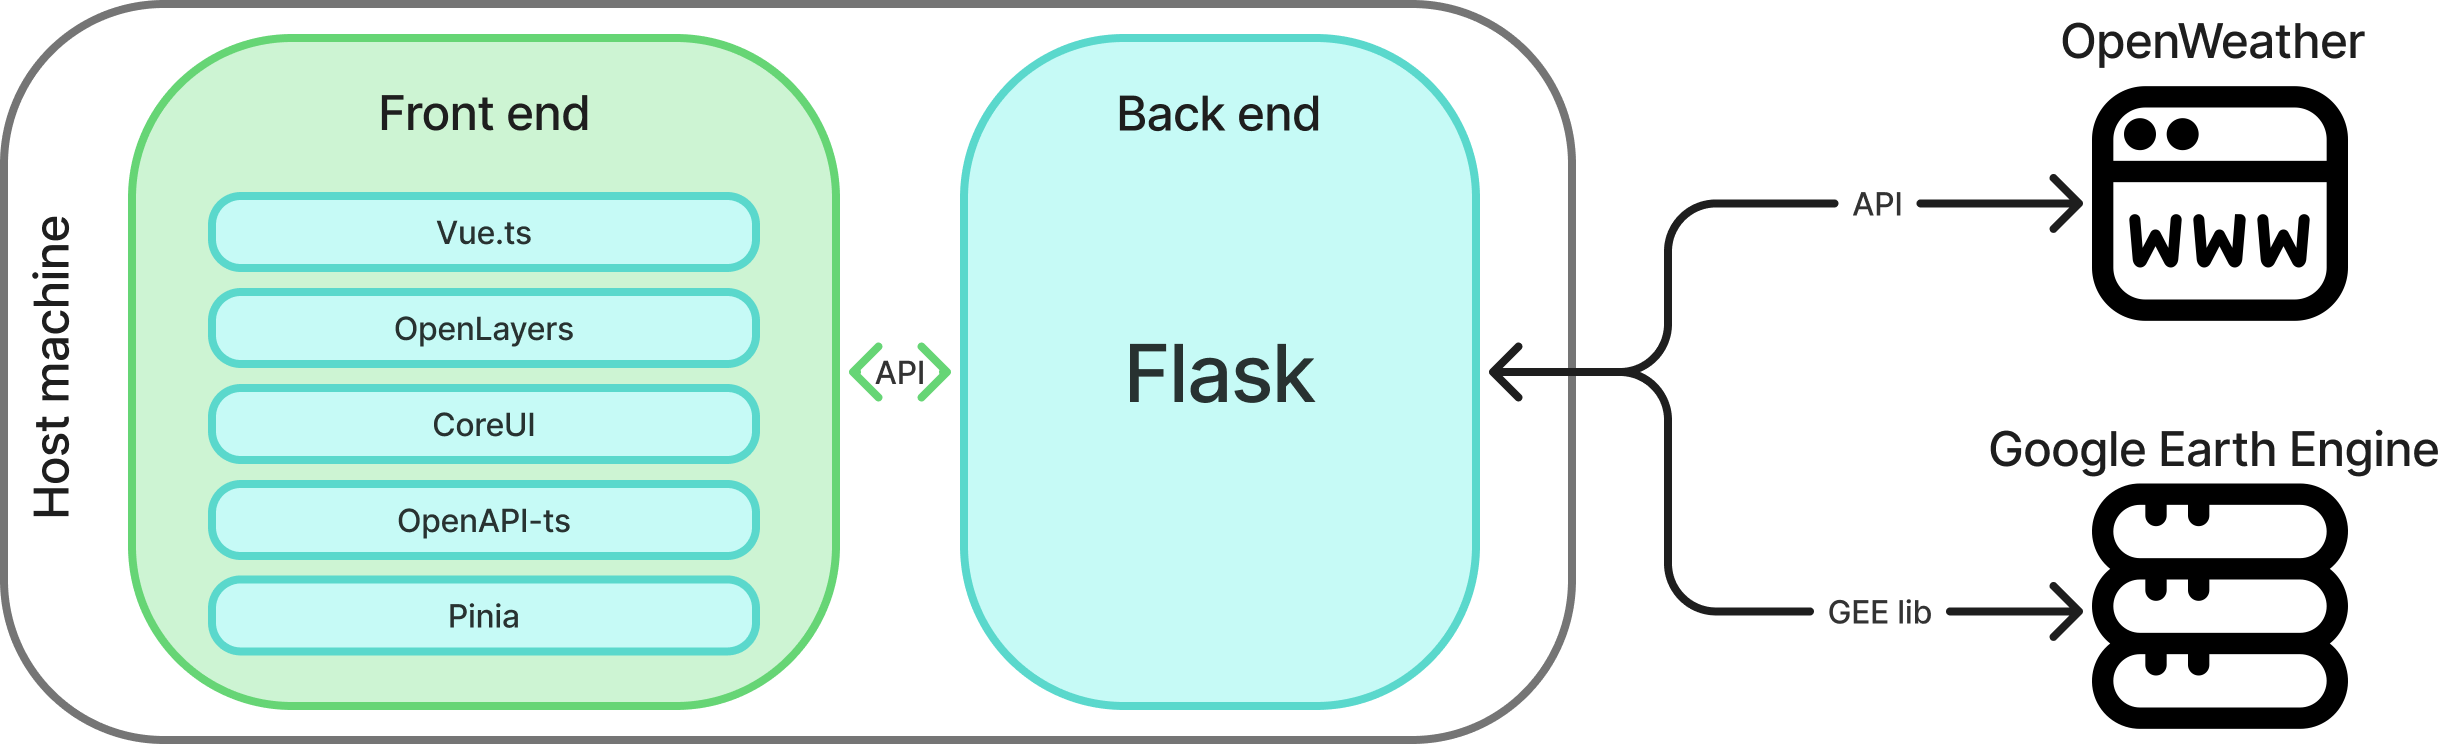 Host machine
Front end
Vue.ts
OpenLayers
CoreUI
OpenAPI-ts
Pinia
API
Back end
Flask
API
OpenWeather
WWW
GEE lib
Google Earth Engine